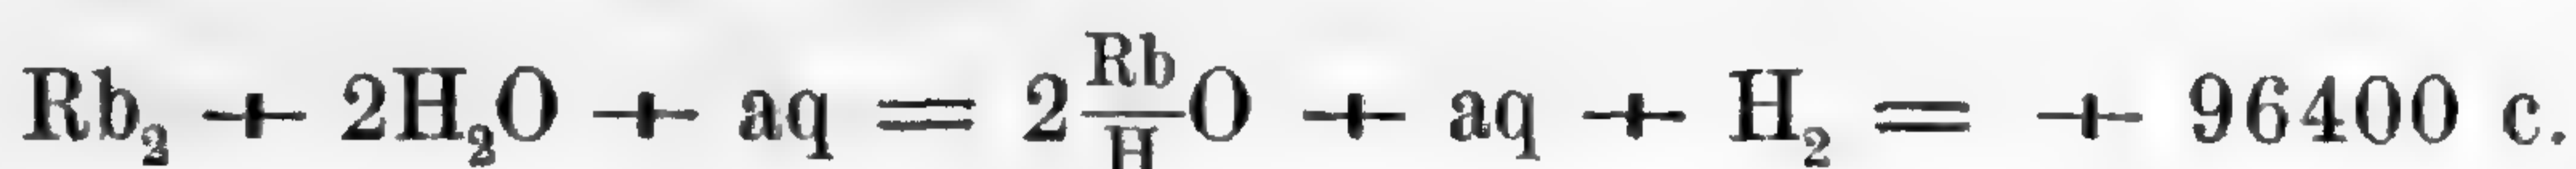 Rb₂ + 2H₂O + aq = 2 Rb/H O + aq + H₂ = + 96400 c.